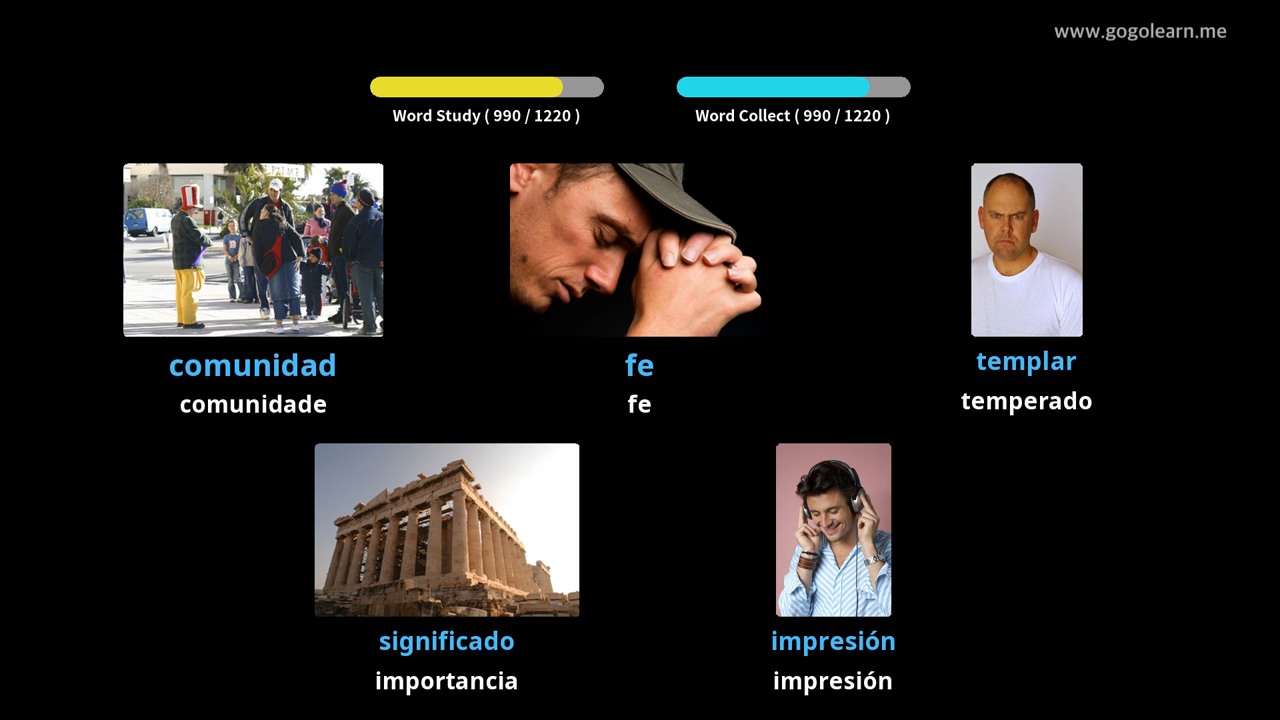 www.gogolearn.me
Word Study ( 990 / 1220 )
Word Collect ( 990 / 1220 )
comunidad
comunidade
fe
fe
templar
temperado
significado
importancia
impresión
impresión